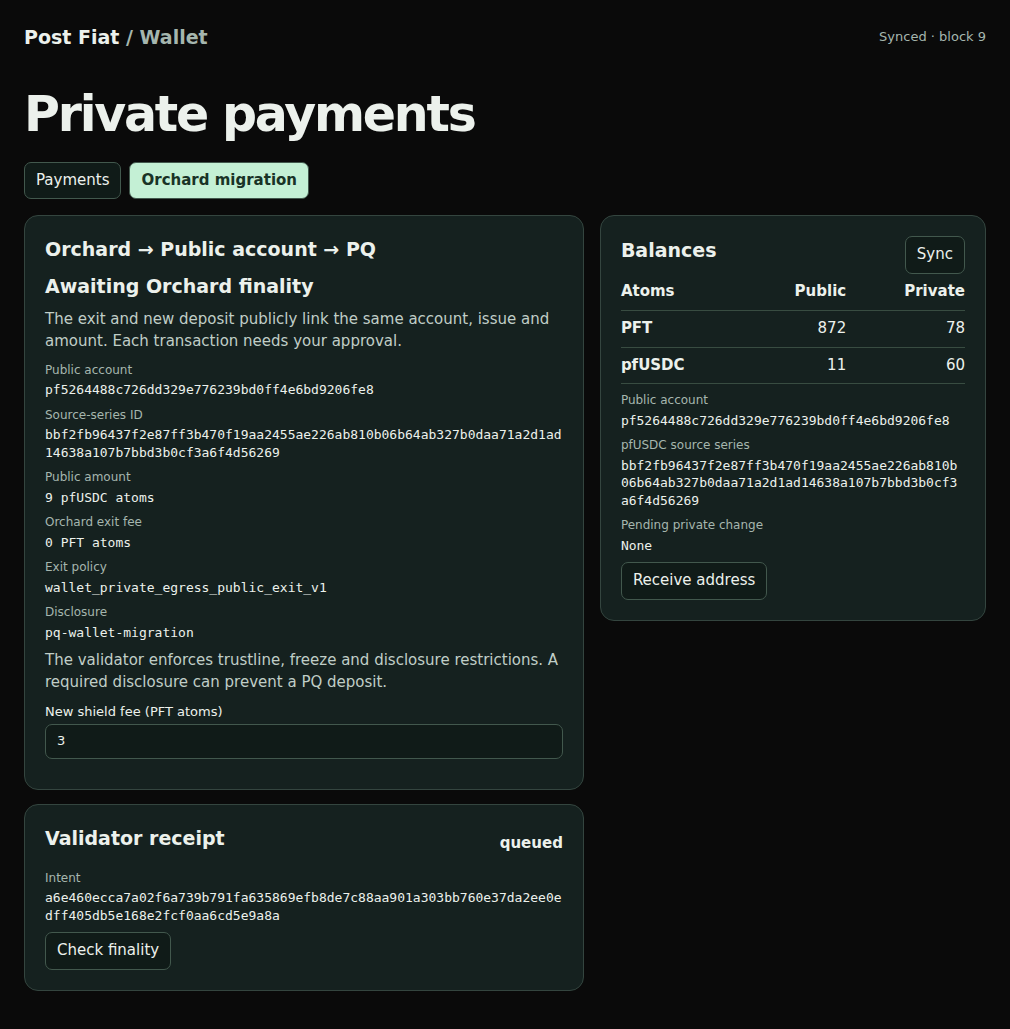 Post Fiat / Wallet
Synced · block 9
Private payments
Payments
Orchard migration
Orchard → Public account → PQ
Awaiting Orchard finality
The exit and new deposit publicly link the same account, issue and
amount. Each transaction needs your approval.
Public account
pf5264488c726dd329e776239bd0ff4e6bd9206fe8
Source-series ID
bbf2fb96437f2e87ff3b470f19aa2455ae226ab810b06b64ab327b0daa71a2d1ad
14638a107b7bbd3b0cf3a6f4d56269
Public amount
9 pfUSDC atoms
Orchard exit fee
0 PFT atoms
Exit policy
wallet_private_egress_public_exit_v1
Disclosure
pq-wallet-migration
The validator enforces trustline, freeze and disclosure restrictions. A
required disclosure can prevent a PQ deposit.
New shield fee (PFT atoms)
3
Validator receipt
queued
Intent
a6e460ecca7a02f6a739b791fa635869efb8de7c88aa901a303bb760e37da2ee0e
dff405db5e168e2fcf0aa6cd5e9a8a
Check finality
Balances
Sync
Atoms Public Private
PFT 872 78
pfUSDC 11 60
Public account
pf5264488c726dd329e776239bd0ff4e6bd9206fe8
pfUSDC source series
bbf2fb96437f2e87ff3b470f19aa2455ae226ab810b
06b64ab327b0daa71a2d1ad14638a107b7bbd3b0cf3
a6f4d56269
Pending private change
None
Receive address